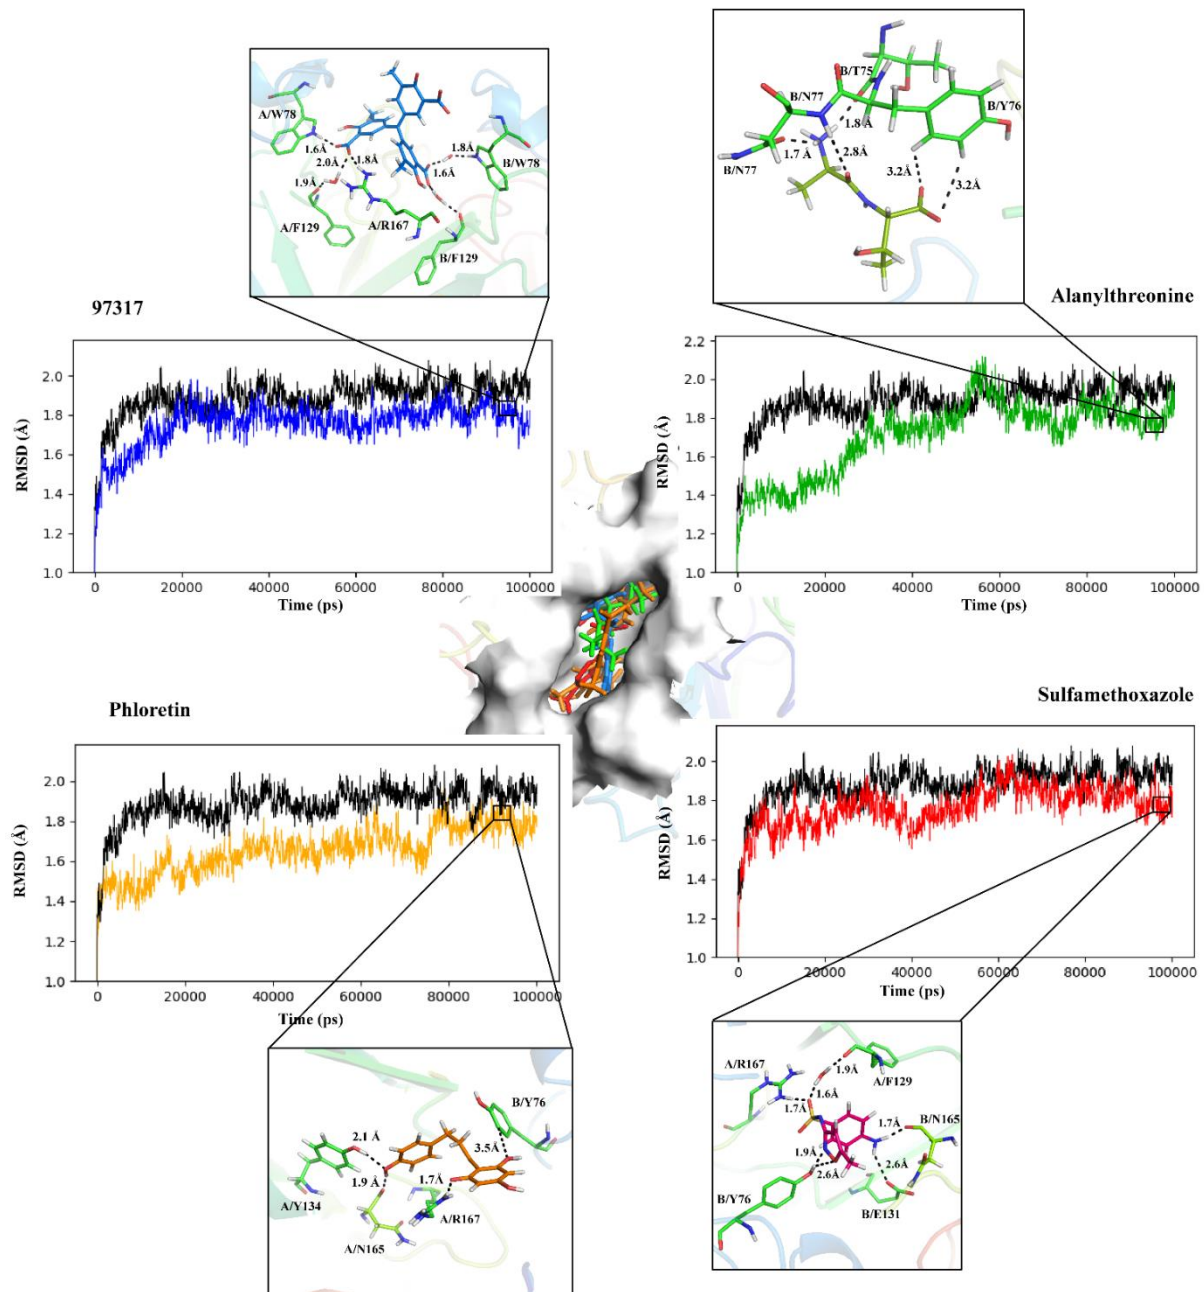 A/W78
1.6Å
2.0Å
1.8Å
1.9Å
A/F129
A/R167
1.8Å
1.6Å
B/W78
B/F129
B/T75
B/N77
B/Y76
1.8 Å
1.7 Å
2.8Å
B/N77
3.2Å
3.2Å
97317
Alanylthreonine
RMSD (Å)
2.0
1.8
1.6
1.4
1.2
1.0
0 20000 40000 60000 80000 100000
Time (ps)
RMSD (Å)
2.2
2.0
1.8
1.6
1.4
1.2
1.0
0 20000 40000 60000 80000 100000
Time (ps)
Phloretin
Sulfamethoxazole
RMSD (Å)
2.0
1.8
1.6
1.4
1.2
1.0
0 20000 40000 60000 80000 100000
Time (ps)
RMSD (Å)
2.0
1.8
1.6
1.4
1.2
1.0
0 20000 40000 60000 80000 100000
Time (ps)
B/Y76
2.1 Å
3.5Å
1.9 Å
1.7Å
A/Y134
A/R167
A/N165
A/R167
1.9Å
A/F129
1.6Å
1.7Å
1.7Å
B/N165
1.9Å
2.6Å
2.6Å
B/Y76
B/E131